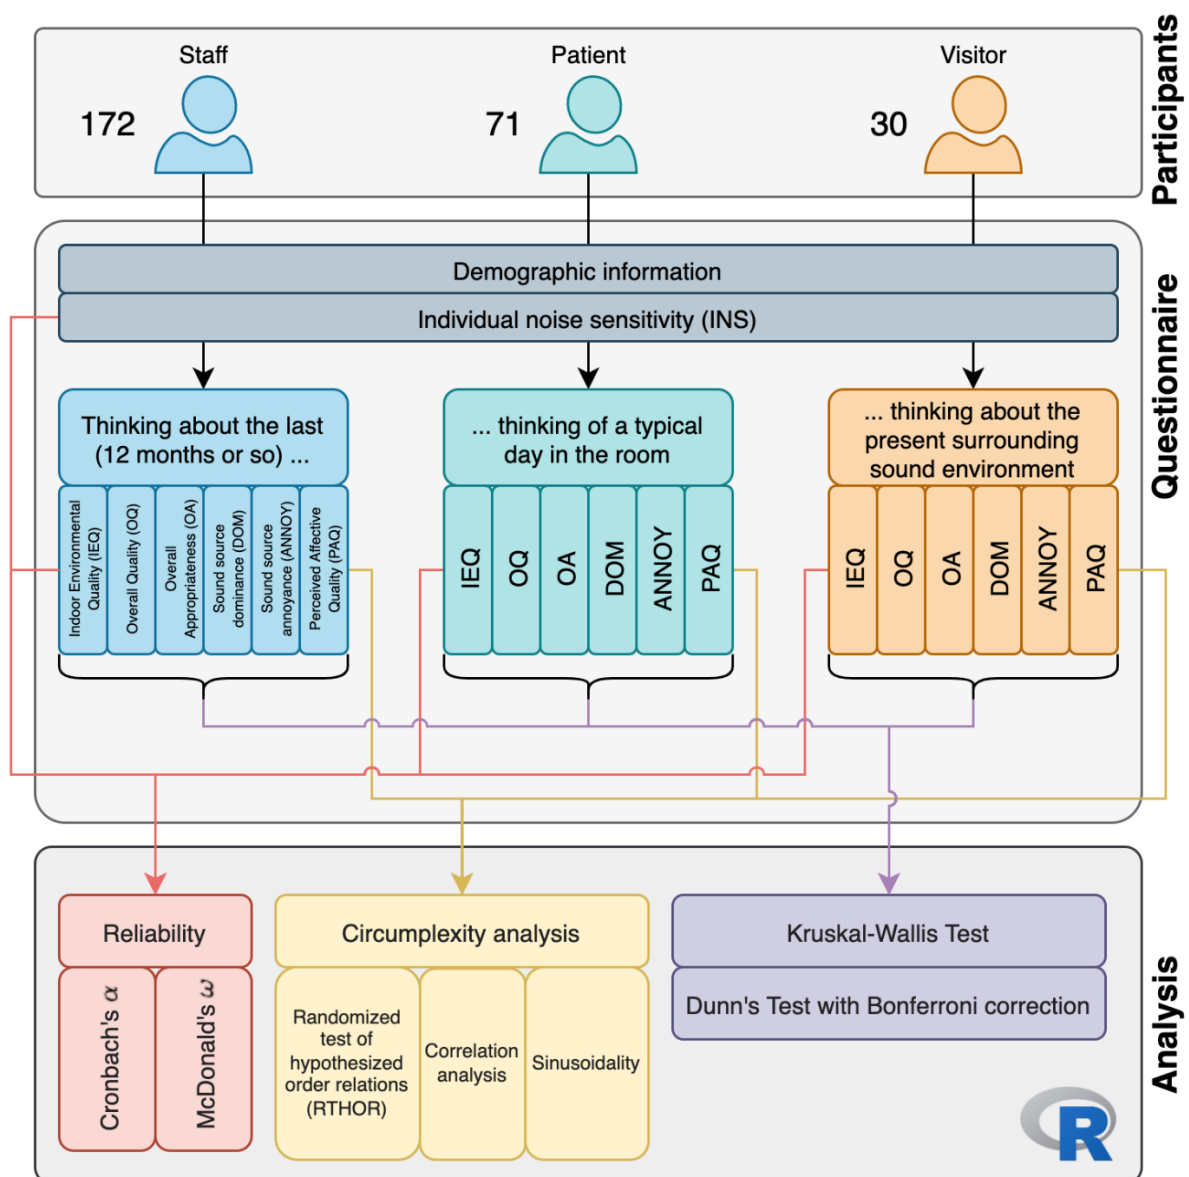 Staff
Patient
Visitor
172
71
30
Participants
Demographic information
Individual noise sensitivity (INS)
Questionnaire
Thinking about the last
(12 months or so) ...
... thinking of a typical
day in the room
... thinking about the
present surrounding
sound environment
Indoor Environmental
Quality (IEQ)
Overall Quality (OQ)
Overall
Appropriateness (OA)
Sound source
dominance (DOM)
Sound source
annoyance (ANNOY)
Perceived Affective
Quality (PAQ)
IEQ
OQ
OA
DOM
ANNOY
PAQ
IEQ
OQ
OA
DOM
ANNOY
PAQ
Reliability
Cronbach's α
McDonald's ω
Circumplexity analysis
Randomized
test of
hypothesized
order relations
(RTHOR)
Correlation
analysis
Sinusoidality
Kruskal-Wallis Test
Dunn's Test with Bonferroni correction
Analysis
R